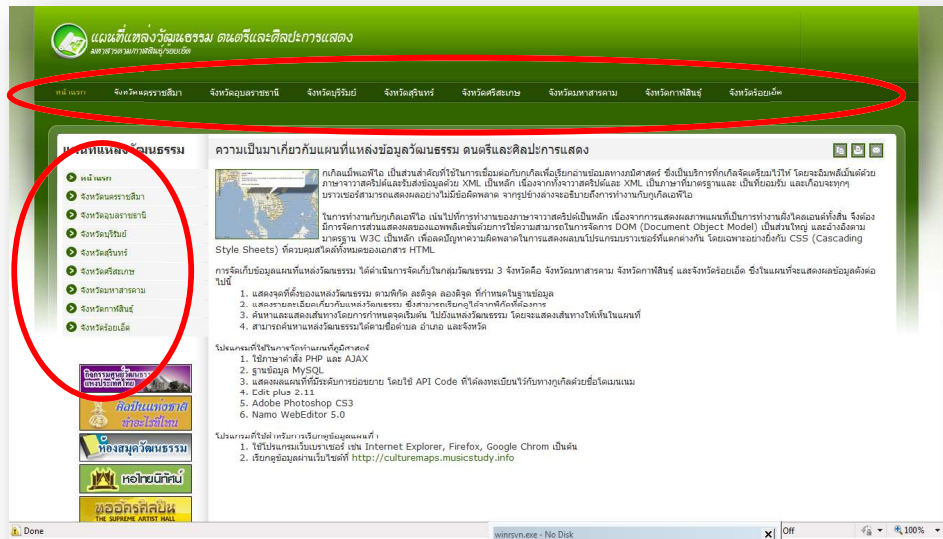 แผนที่แหล่งวัฒนธรรม ดนตรีและศิลปะการแสดง
มหาสารคาม/กาฬสินธุ์/ร้อยเอ็ด
หน้าแรก จังหวัดนครราชสีมา จังหวัดอุบลราชธานี จังหวัดบุรีรัมย์ จังหวัดสุรินทร์ จังหวัดศรีสะเกษ จังหวัดมหาสารคาม จังหวัดกาฬสินธุ์ จังหวัดร้อยเอ็ด
แผนที่แหล่งวัฒนธรรม
หน้าแรก
จังหวัดนครราชสีมา
จังหวัดอุบลราชธานี
จังหวัดบุรีรัมย์
จังหวัดสุรินทร์
จังหวัดศรีสะเกษ
จังหวัดมหาสารคาม
จังหวัดกาฬสินธุ์
จังหวัดร้อยเอ็ด
กิจกรรมศูนย์วัฒนธรรม
แห่งประเทศไทย
ศิลปินแห่งชาติ
ทำอะไรที่ไหน
ห้องสมุดวัฒนธรรม
หอไทยนิทัศน์
หออัครศิลปิน
THE SUPREME ARTIST HALL
ความเป็นมาเกี่ยวกับแผนที่แหล่งข้อมูลวัฒนธรรม ดนตรีและศิลปะการแสดง
กูเกิลแม็พเอพีไอ เป็นส่วนสำคัญที่ใช้ในการเชื่อมต่อกับกูเกิลเพื่อเรียกอ่านข้อมูลทางภูมิศาสตร์ ซึ่งเป็นบริการที่กูเกิลจัดเตรียมไว้ให้ โดยจะอิมพลีเม็นต์ด้วย
ภาษาจาวาสคริปต์และรับส่งข้อมูลด้วย XML เป็นหลัก เนื่องจากทั้งจาวาสคริปต์และ XML เป็นภาษาที่มาตรฐานและ เป็นที่ยอมรับ และเกือบจะทุกๆ
บราวเซอร์สามารถแสดงผลอย่างไม่มีข้อผิดพลาด จากรูปข้างล่างจะอธิบายถึงการทำงานกับกูเกิลเอพีไอ
ในการทำงานกับกูเกิลเอพีไอ เน้นไปที่การทำงานของภาษาจาวาสคริปต์เป็นหลัก เนื่องจากการแสดงผลภาพแผนที่เป็นการทำงานฝั่งไคลเอนต์ทั้งสิ้น จึงต้อง
มีการจัดการส่วนแสดงผลของแอพพลิเคชั่นด้วยการใช้ความสามารถในการจัดการ DOM (Document Object Model) เป็นส่วนใหญ่ และอ้างอิงตาม
มาตรฐาน W3C เป็นหลัก เพื่อลดปัญหาความผิดพลาดในการแสดงผลบนโปรแกรมบราวเซอร์ที่แตกต่างกัน โดยเฉพาะอย่างยิ่งกับ CSS (Cascading
Style Sheets) ที่ควบคุมสไตล์ทั้งหมดของเอกสาร HTML
การจัดเก็บข้อมูลแผนที่แหล่งวัฒนธรรม ได้ดำเนินการจัดเก็บในกลุ่มวัฒนธรรม 3 จังหวัดคือ จังหวัดมหาสารคาม จังหวัดกาฬสินธุ์ และจังหวัดร้อยเอ็ด ซึ่งในแผนที่จะแสดงผลข้อมูลดังต่อ
ไปนี้
1. แสดงจุดที่ตั้งของแหล่งวัฒนธรรม ตามพิกัด ละติจูด ลองติจูด ที่กำหนดในฐานข้อมูล
2. แสดงรายละเอียดเกี่ยวกับแหล่งวัฒนธรรม ซึ่งสามารถเรียกดูได้จากพิกัดที่ต้องการ
3. ค้นหาและแสดงเส้นทางโดยการกำหนดจุดเริ่มต้น ไปยังแหล่งวัฒนธรรม โดยจะแสดงเส้นทางให้เห็นในแผนที่
4. สามารถค้นหาแหล่งวัฒนธรรมได้ตามชื่อตำบล อำเภอ และจังหวัด
โปรแกรมที่ใช้ในการจัดทำแผนที่ภูมิศาสตร์
1. ใช้ภาษาคำสั่ง PHP และ AJAX
2. ฐานข้อมูล MySQL
3. แสดงผลแผนที่ที่มีระดับการย่อขยาย โดยใช้ API Code ที่ได้ลงทะเบียนไว้กับทางกูเกิลด้วยชื่อโดเมนเนม
4. Edit plus 2.11
5. Adobe Photoshop CS3
6. Namo WebEditor 5.0
โปรแกรมที่ใช้สำหรับการเรียกดูข้อมูลแผนที่
1. ใช้โปรแกรมเว็บเบราเซอร์ เช่น Internet Explorer, Firefox, Google Chrom เป็นต้น
2. เรียกดูข้อมูลผ่านเว็บไซต์ที่ http://culturemaps.musicstudy.info
Done winrsvn.exe - No Disk Off 100%